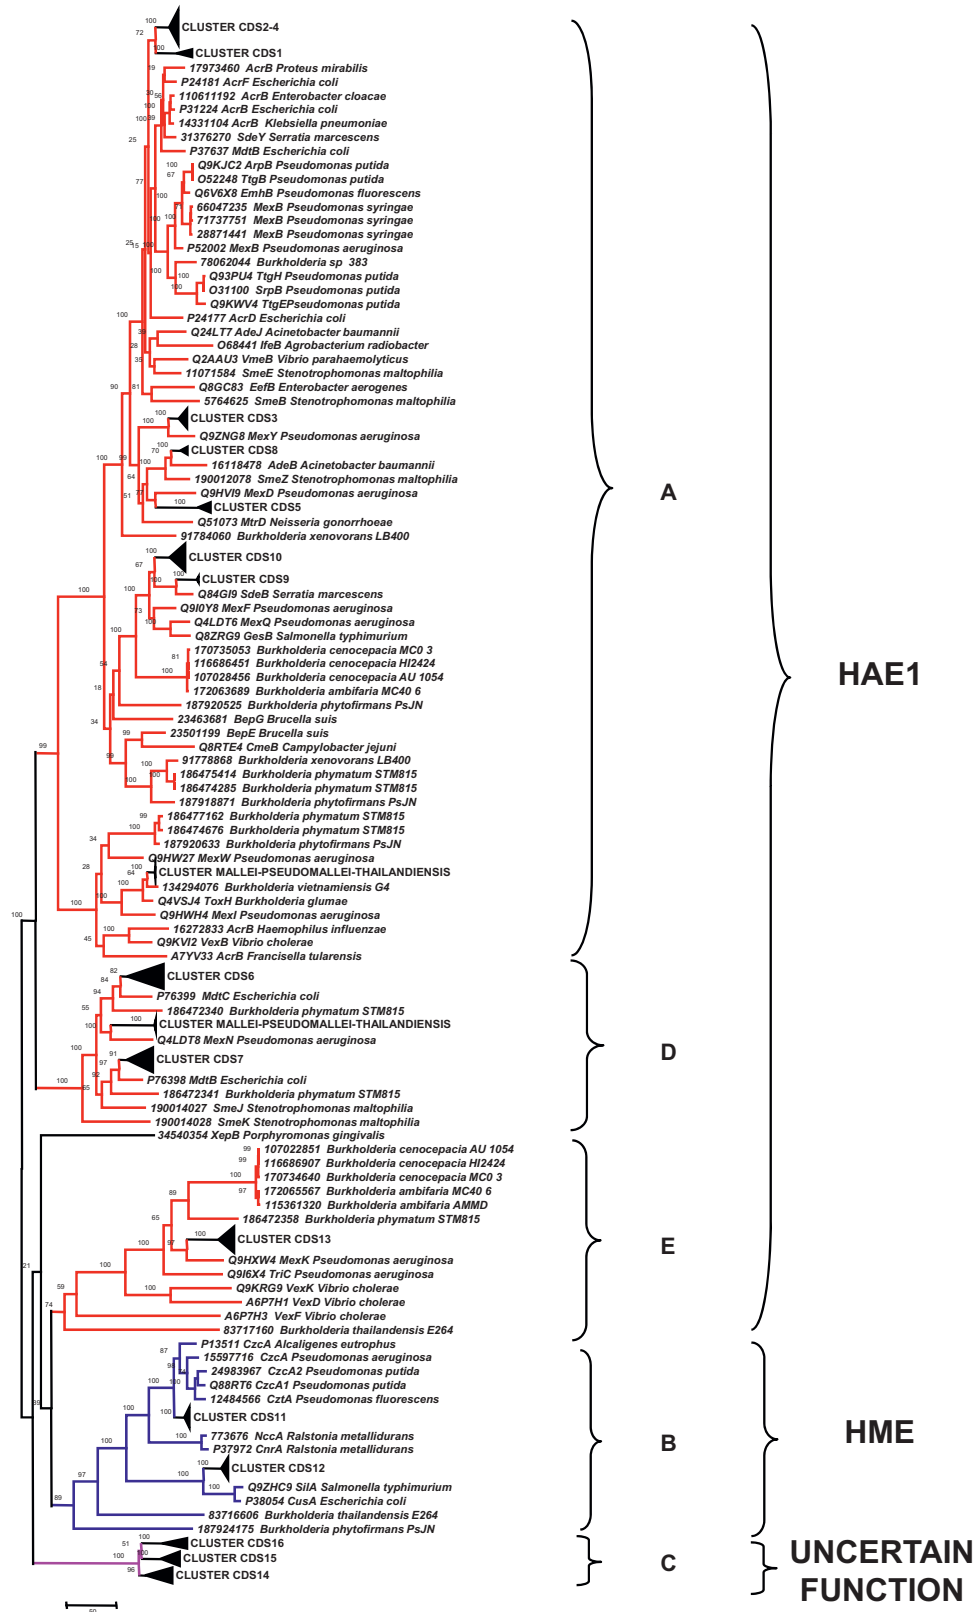 CLUSTER CDS2-4
CLUSTER CDS1
17973460 AcrB Proteus mirabilis
P24181 AcrF Escherichia coli
110611192 AcrB Enterobacter cloacae
P31224 AcrB Escherichia coli
14331104 AcrB Klebsiella pneumoniae
31376270 SdeY Serratia marcescens
P37637 MdtB Escherichia coli
Q9KJC2 ArpB Pseudomonas putida
O52248 TtgB Pseudomonas putida
Q6V6X8 EmhB Pseudomonas fluorescens
66047235 MexB Pseudomonas syringae
71737751 MexB Pseudomonas syringae
28871441 MexB Pseudomonas syringae
P52002 MexB Pseudomonas aeruginosa
78062044 Burkholderia sp 383
Q93PU4 TtgH Pseudomonas putida
O31100 SrpB Pseudomonas putida
Q9KWV4 TtgEPseudomonas putida
P24177 AcrD Escherichia coli
Q24LT7 AdeJ Acinetobacter baumannii
O68441 IfeB Agrobacterium radiobacter
Q2AAU3 VmeB Vibrio parahaemolyticus
11071584 SmeE Stenotrophomonas maltophilia
Q8GC83 EefB Enterobacter aerogenes
5764625 SmeB Stenotrophomonas maltophilia
CLUSTER CDS3
Q9ZNG8 MexY Pseudomonas aeruginosa
CLUSTER CDS8
16118478 AdeB Acinetobacter baumannii
190012078 SmeZ Stenotrophomonas maltophilia
Q9HVI9 MexD Pseudomonas aeruginosa
CLUSTER CDS5
Q51073 MtrD Neisseria gonorrhoeae
91784060 Burkholderia xenovorans LB400
CLUSTER CDS10
CLUSTER CDS9
Q84GI9 SdeB Serratia marcescens
Q9I0Y8 MexF Pseudomonas aeruginosa
Q4LDT6 MexQ Pseudomonas aeruginosa
Q8ZRG9 GesB Salmonella typhimurium
170735053 Burkholderia cenocepacia MC0 3
116686451 Burkholderia cenocepacia HI2424
107028456 Burkholderia cenocepacia AU 1054
172063689 Burkholderia ambifaria MC40 6
187920525 Burkholderia phytofirmans PsJN
23463681 BepG Brucella suis
23501199 BepE Brucella suis
Q8RTE4 CmeB Campylobacter jejuni
91778868 Burkholderia xenovorans LB400
186475414 Burkholderia phymatum STM815
186474285 Burkholderia phymatum STM815
187918871 Burkholderia phytofirmans PsJN
186477162 Burkholderia phymatum STM815
186474676 Burkholderia phymatum STM815
187920633 Burkholderia phytofirmans PsJN
Q9HW27 MexW Pseudomonas aeruginosa
CLUSTER MALLEI-PSEUDOMALLEI-THAILANDIENSIS
134294076 Burkholderia vietnamiensis G4
Q4VSJ4 ToxH Burkholderia glumae
Q9HWH4 MexI Pseudomonas aeruginosa
16272833 AcrB Haemophilus influenzae
Q9KVI2 VexB Vibrio cholerae
A7YV33 AcrB Francisella tularensis
A
HAE1
CLUSTER CDS6
P76399 MdtC Escherichia coli
186472340 Burkholderia phymatum STM815
CLUSTER MALLEI-PSEUDOMALLEI-THAILANDIENSIS
Q4LDT8 MexN Pseudomonas aeruginosa
CLUSTER CDS7
P76398 MdtB Escherichia coli
186472341 Burkholderia phymatum STM815
190014027 SmeJ Stenotrophomonas maltophilia
190014028 SmeK Stenotrophomonas maltophilia
D
34540354 XepB Porphyromonas gingivalis
107022851 Burkholderia cenocepacia AU 1054
116686907 Burkholderia cenocepacia HI2424
170734640 Burkholderia cenocepacia MC0 3
172065567 Burkholderia ambifaria MC40 6
115361320 Burkholderia ambifaria AMMD
186472358 Burkholderia phymatum STM815
CLUSTER CDS13
Q9HXW4 MexK Pseudomonas aeruginosa
Q9I6X4 TriC Pseudomonas aeruginosa
Q9KRG9 VexK Vibrio cholerae
A6P7H1 VexD Vibrio cholerae
A6P7H3 VexF Vibrio cholerae
83717160 Burkholderia thailandensis E264
E
P13511 CzcA Alcaligenes eutrophus
15597716 CzcA Pseudomonas aeruginosa
24983967 CzcA2 Pseudomonas putida
Q88RT6 CzcA1 Pseudomonas putida
12484566 CztA Pseudomonas fluorescens
CLUSTER CDS11
773676 NccA Ralstonia metallidurans
P37972 CnrA Ralstonia metallidurans
CLUSTER CDS12
Q9ZHC9 SilA Salmonella typhimurium
P38054 CusA Escherichia coli
83716606 Burkholderia thailandensis E264
187924175 Burkholderia phytofirmans PsJN
B
HME
CLUSTER CDS16
CLUSTER CDS15
CLUSTER CDS14
C
UNCERTAIN
FUNCTION
50